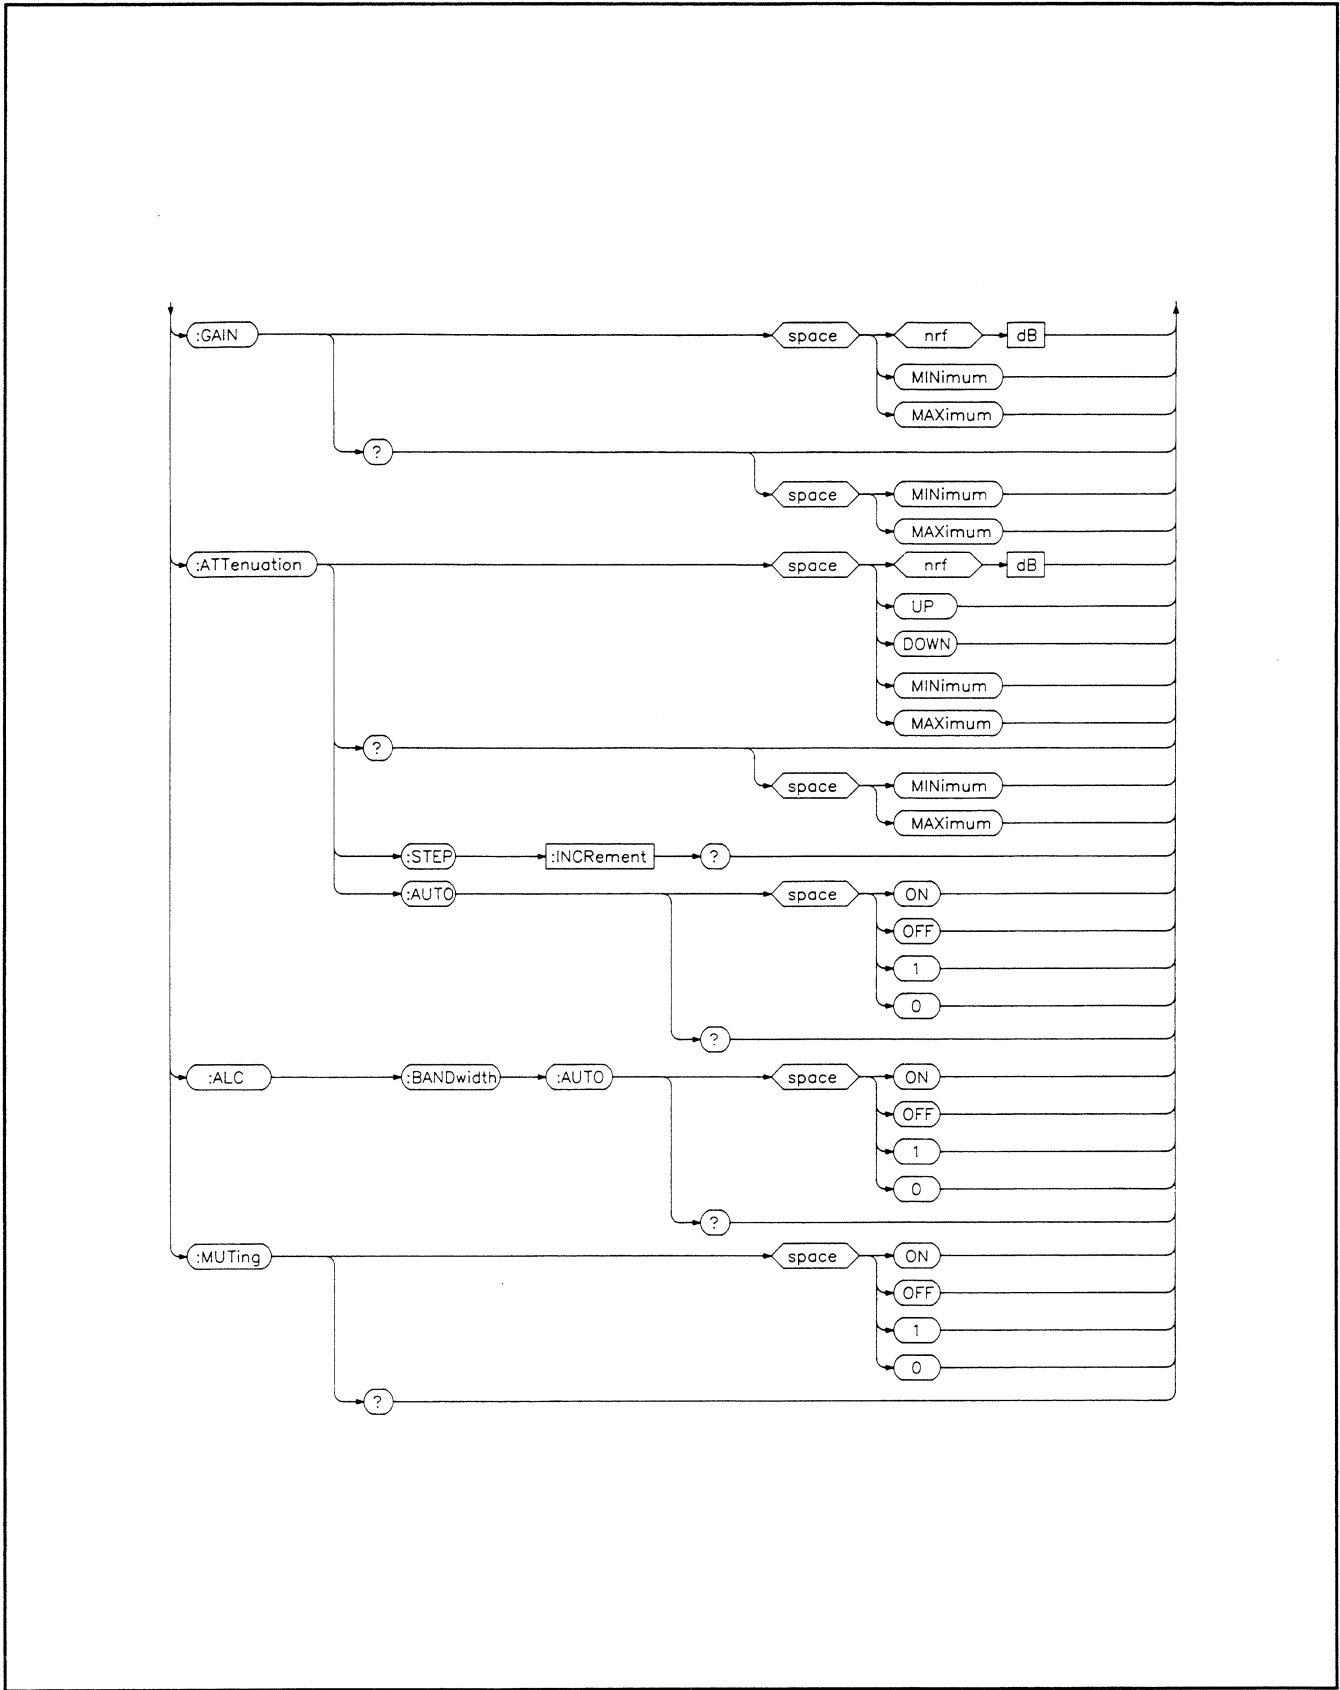 :GAIN space nrf dB
MINimum
MAXimum
?
space MINimum
MAXimum
:ATTenuation space nrf dB
UP
DOWN
MINimum
MAXimum
?
space MINimum
MAXimum
:STEP :INCRement ?
:AUTO space ON
OFF
1
0
?
:ALC :BANDwidth :AUTO space ON
OFF
1
0
?
:MUTing space ON
OFF
1
0
?